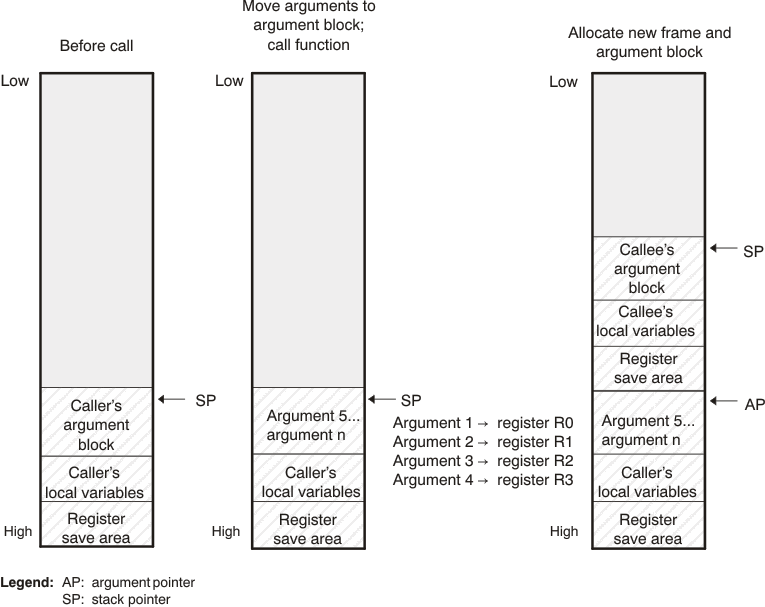 Before call
Low
Caller's
argument
block
SP
Caller's
local variables
High
Register
save area
Move arguments to
argument block;
call function
Low
SP
Argument 5...
argument n
Argument 1 → register R0
Argument 2 → register R1
Argument 3 → register R2
Argument 4 → register R3
Caller's
local variables
High
Register
save area
Allocate new frame and
argument block
Low
Callee's
argument
block
SP
Callee's
local variables
Register
save area
AP
Argument 5...
argument n
Caller's
local variables
High
Register
save area
Legend: AP: argument pointer
SP: stack pointer